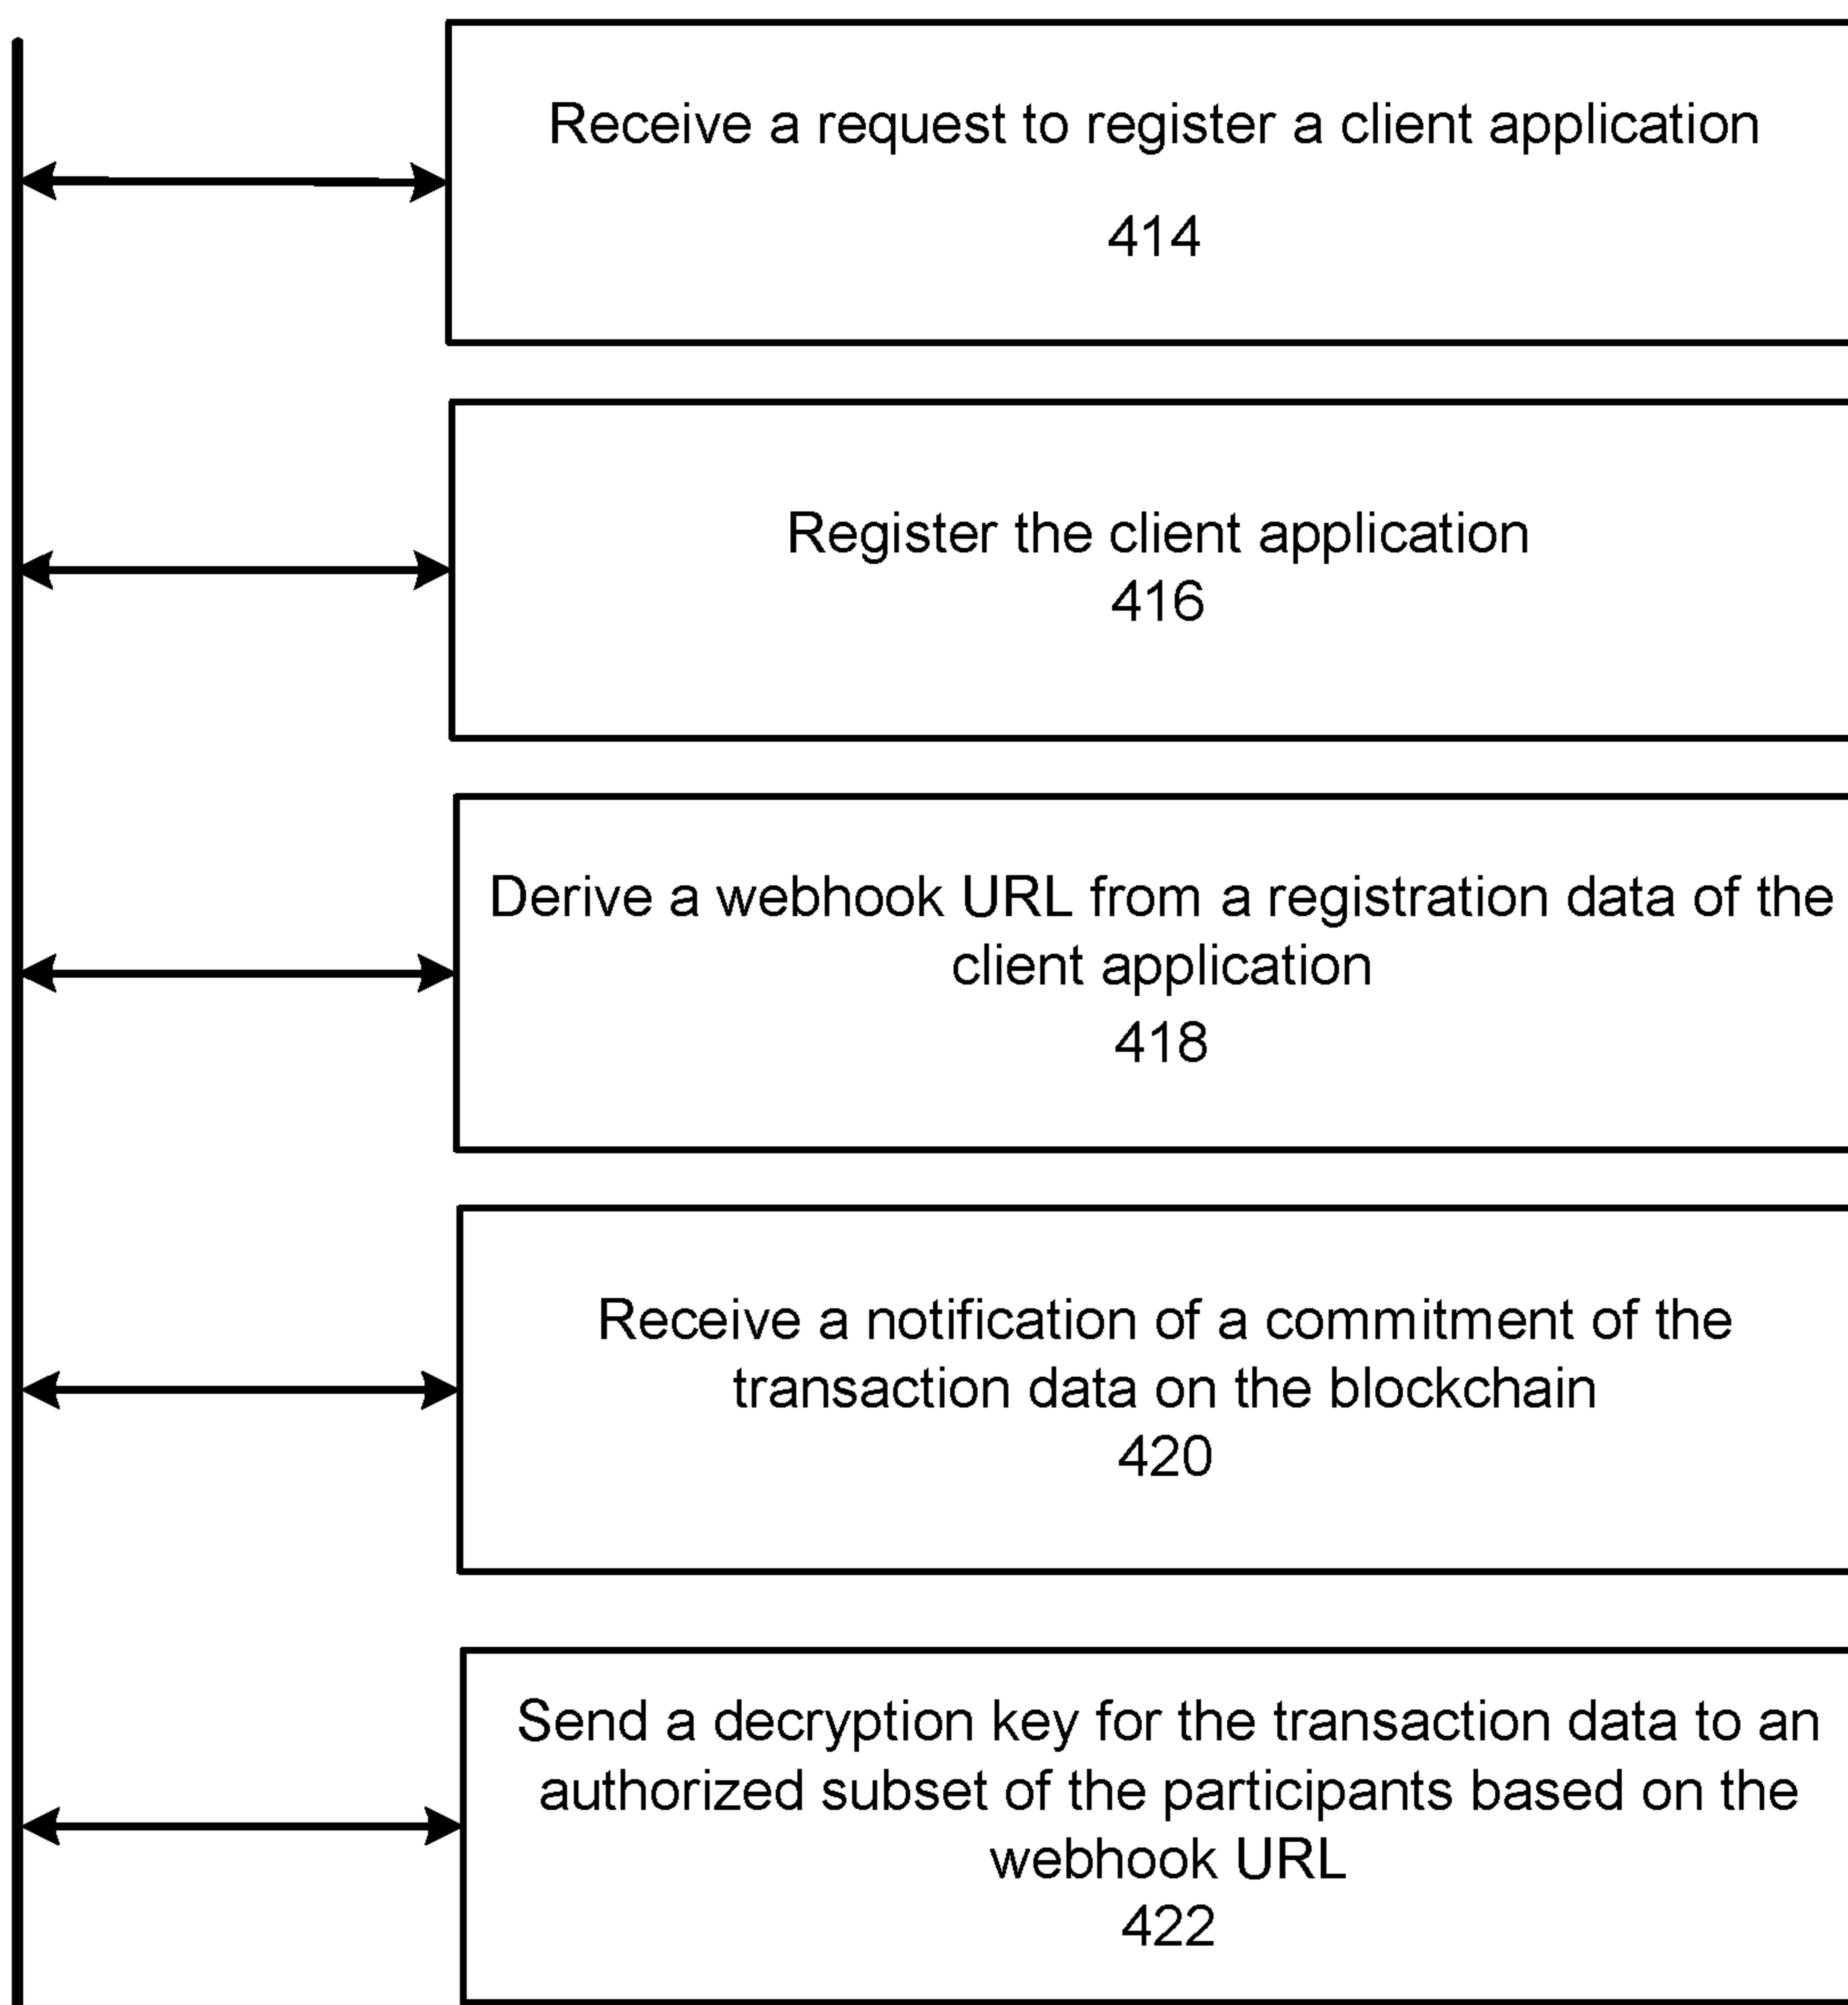 Receive a request to register a client application
414
Register the client application
416
Derive a webhook URL from a registration data of the
client application
418
Receive a notification of a commitment of the
transaction data on the blockchain
420
Send a decryption key for the transaction data to an
authorized subset of the participants based on the
webhook URL
422